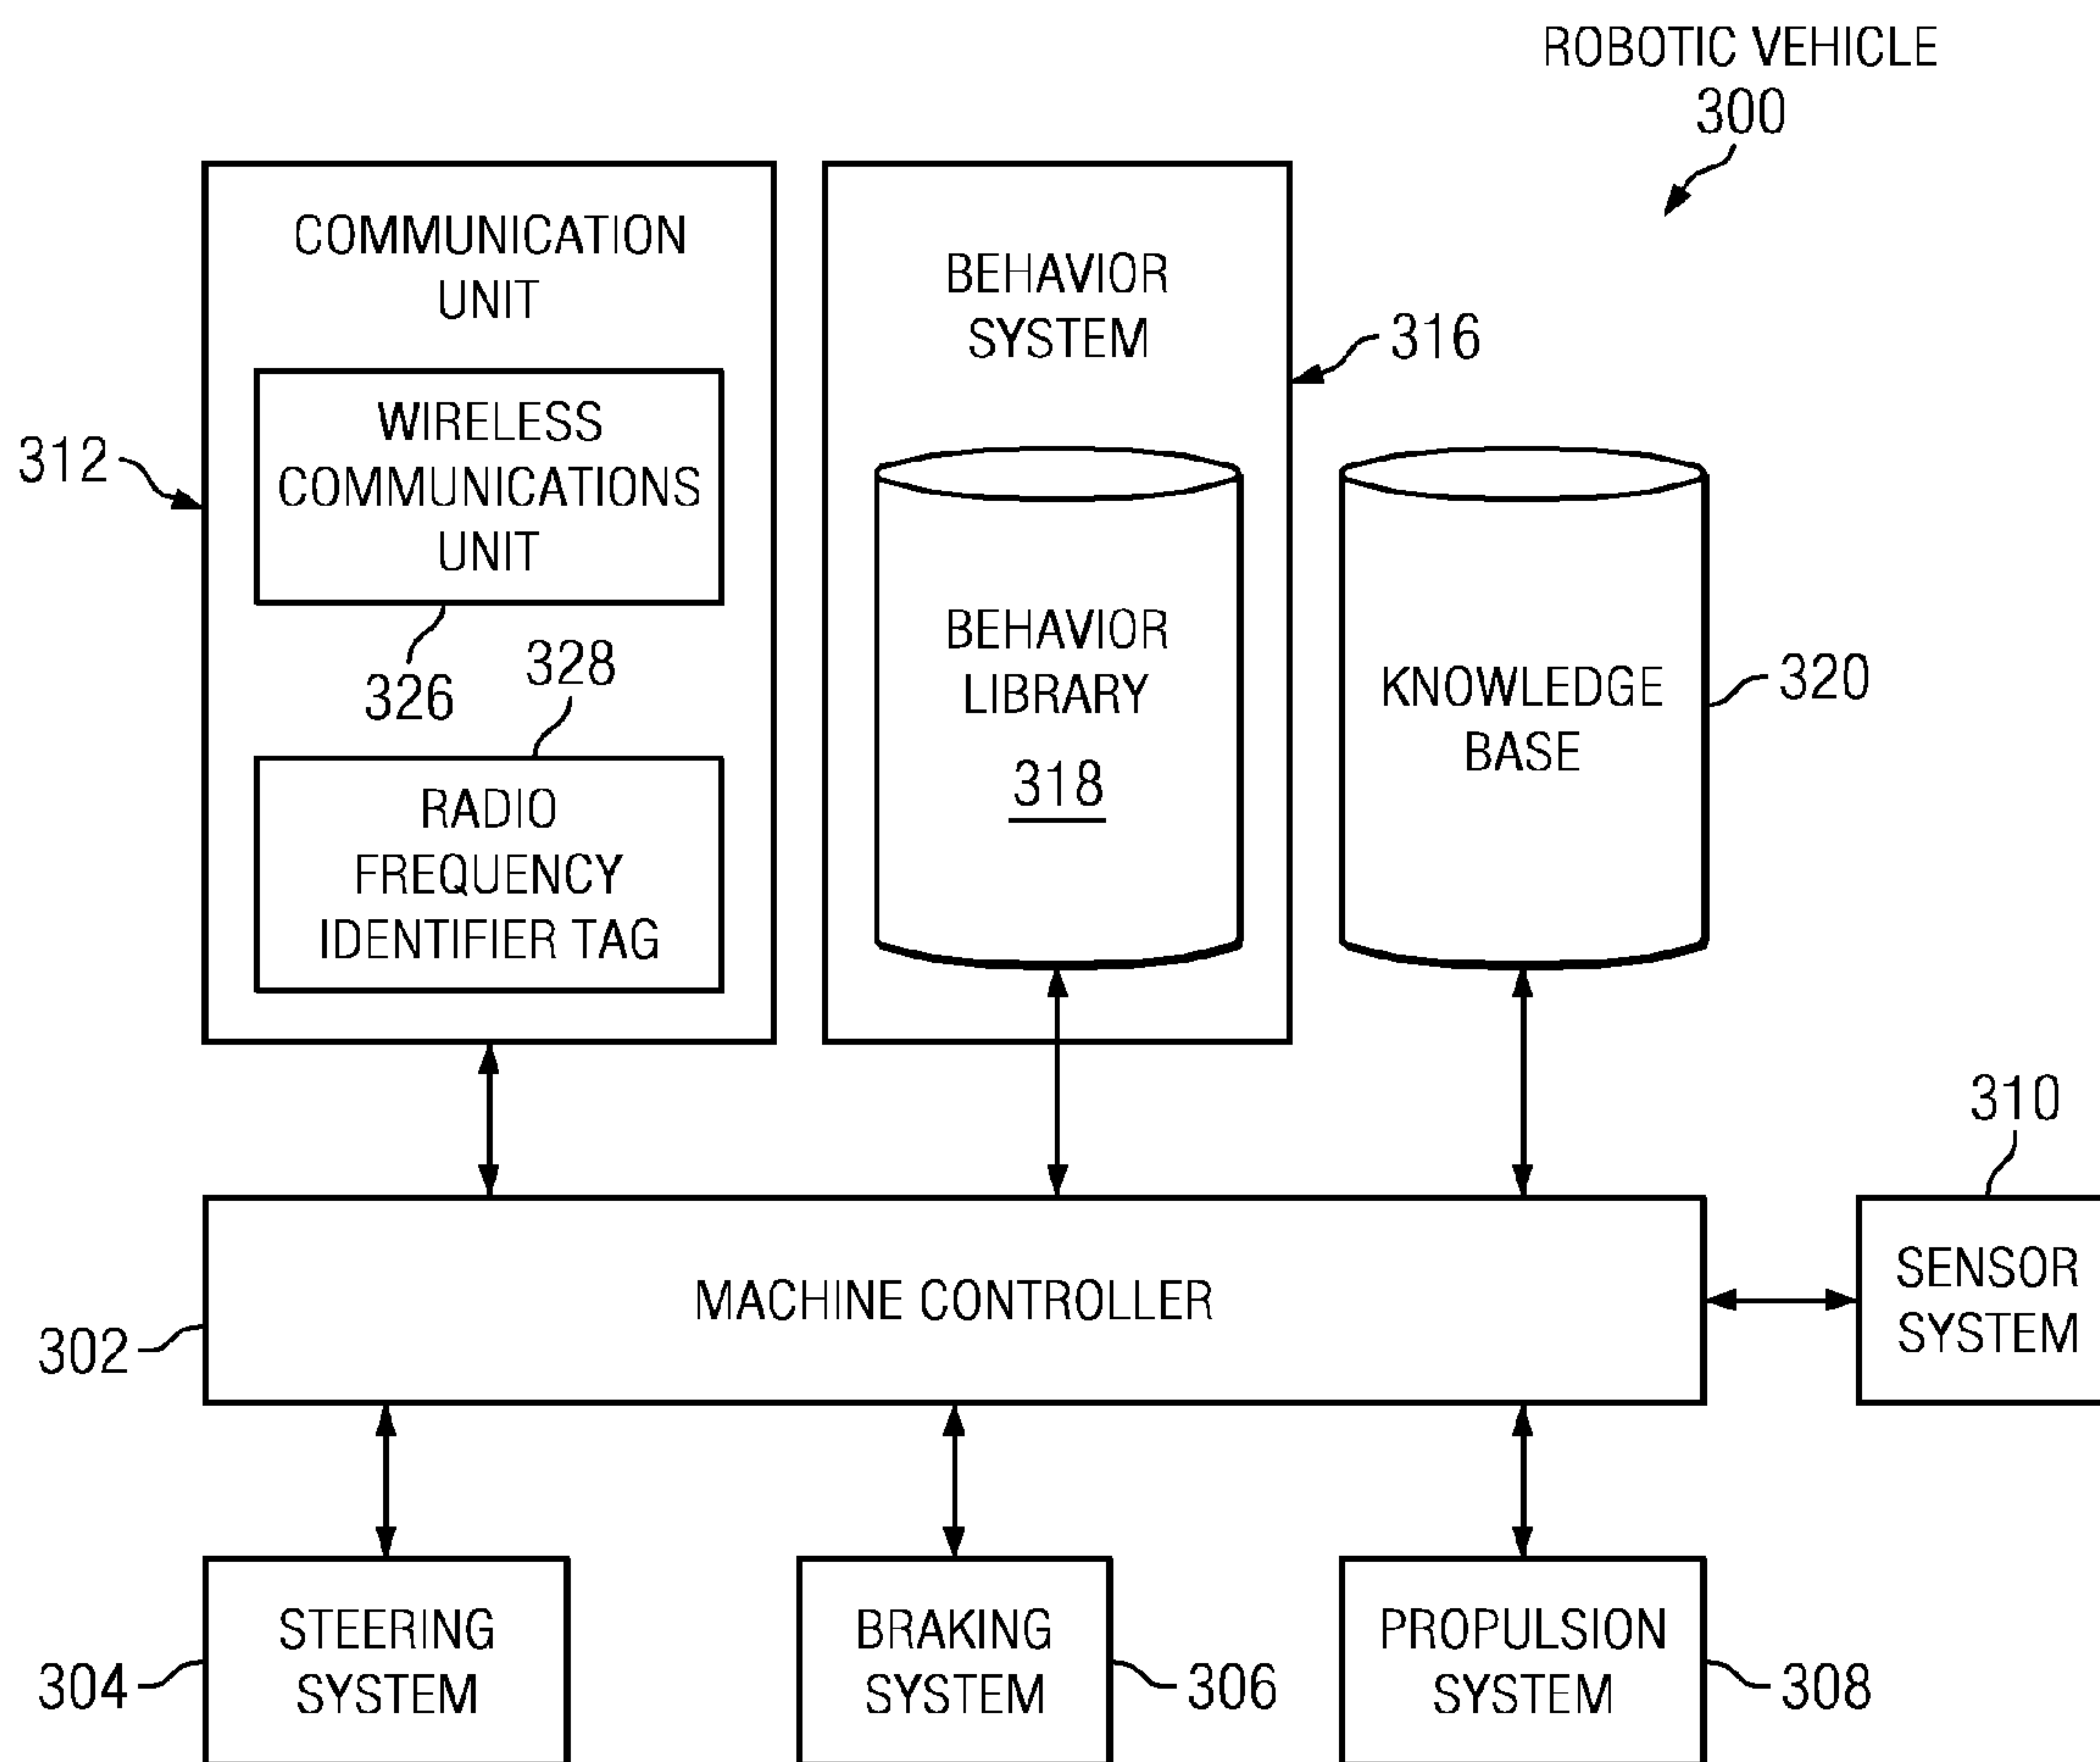 ROBOTIC VEHICLE
300
COMMUNICATION
UNIT
WIRELESS
COMMUNICATIONS
UNIT
326
328
RADIO
FREQUENCY
IDENTIFIER TAG
312
BEHAVIOR
SYSTEM
316
BEHAVIOR
LIBRARY
318
KNOWLEDGE
BASE
320
310
SENSOR
SYSTEM
MACHINE CONTROLLER
302
STEERING
SYSTEM
304
BRAKING
SYSTEM
306
PROPULSION
SYSTEM
308